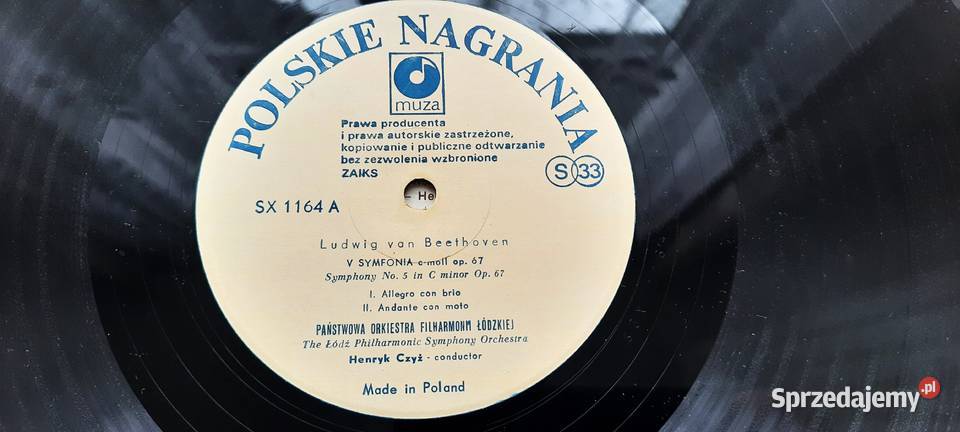 POLSKIE NAGRANIA
muza
Prawa producenta
i prawa autorskie zastrzeżone,
kopiowanie i publiczne odtwarzanie
bez zezwolenia wzbronione
ZAIKS
S 33
- He
SX 1164 A
Ludwig van Beethoven
V SYMFONIA c-moll op. 67
Symphony No. 5 in C minor Op. 67
I. Allegro con brio
II. Andante con moto
PAŃSTWOWA ORKIESTRA FILHARMONII ŁÓDZKIEJ
The Łódź Philharmonic Symphony Orchestra
Henryk Czyż - conductor
Made in Poland
Sprzedajemy.pl